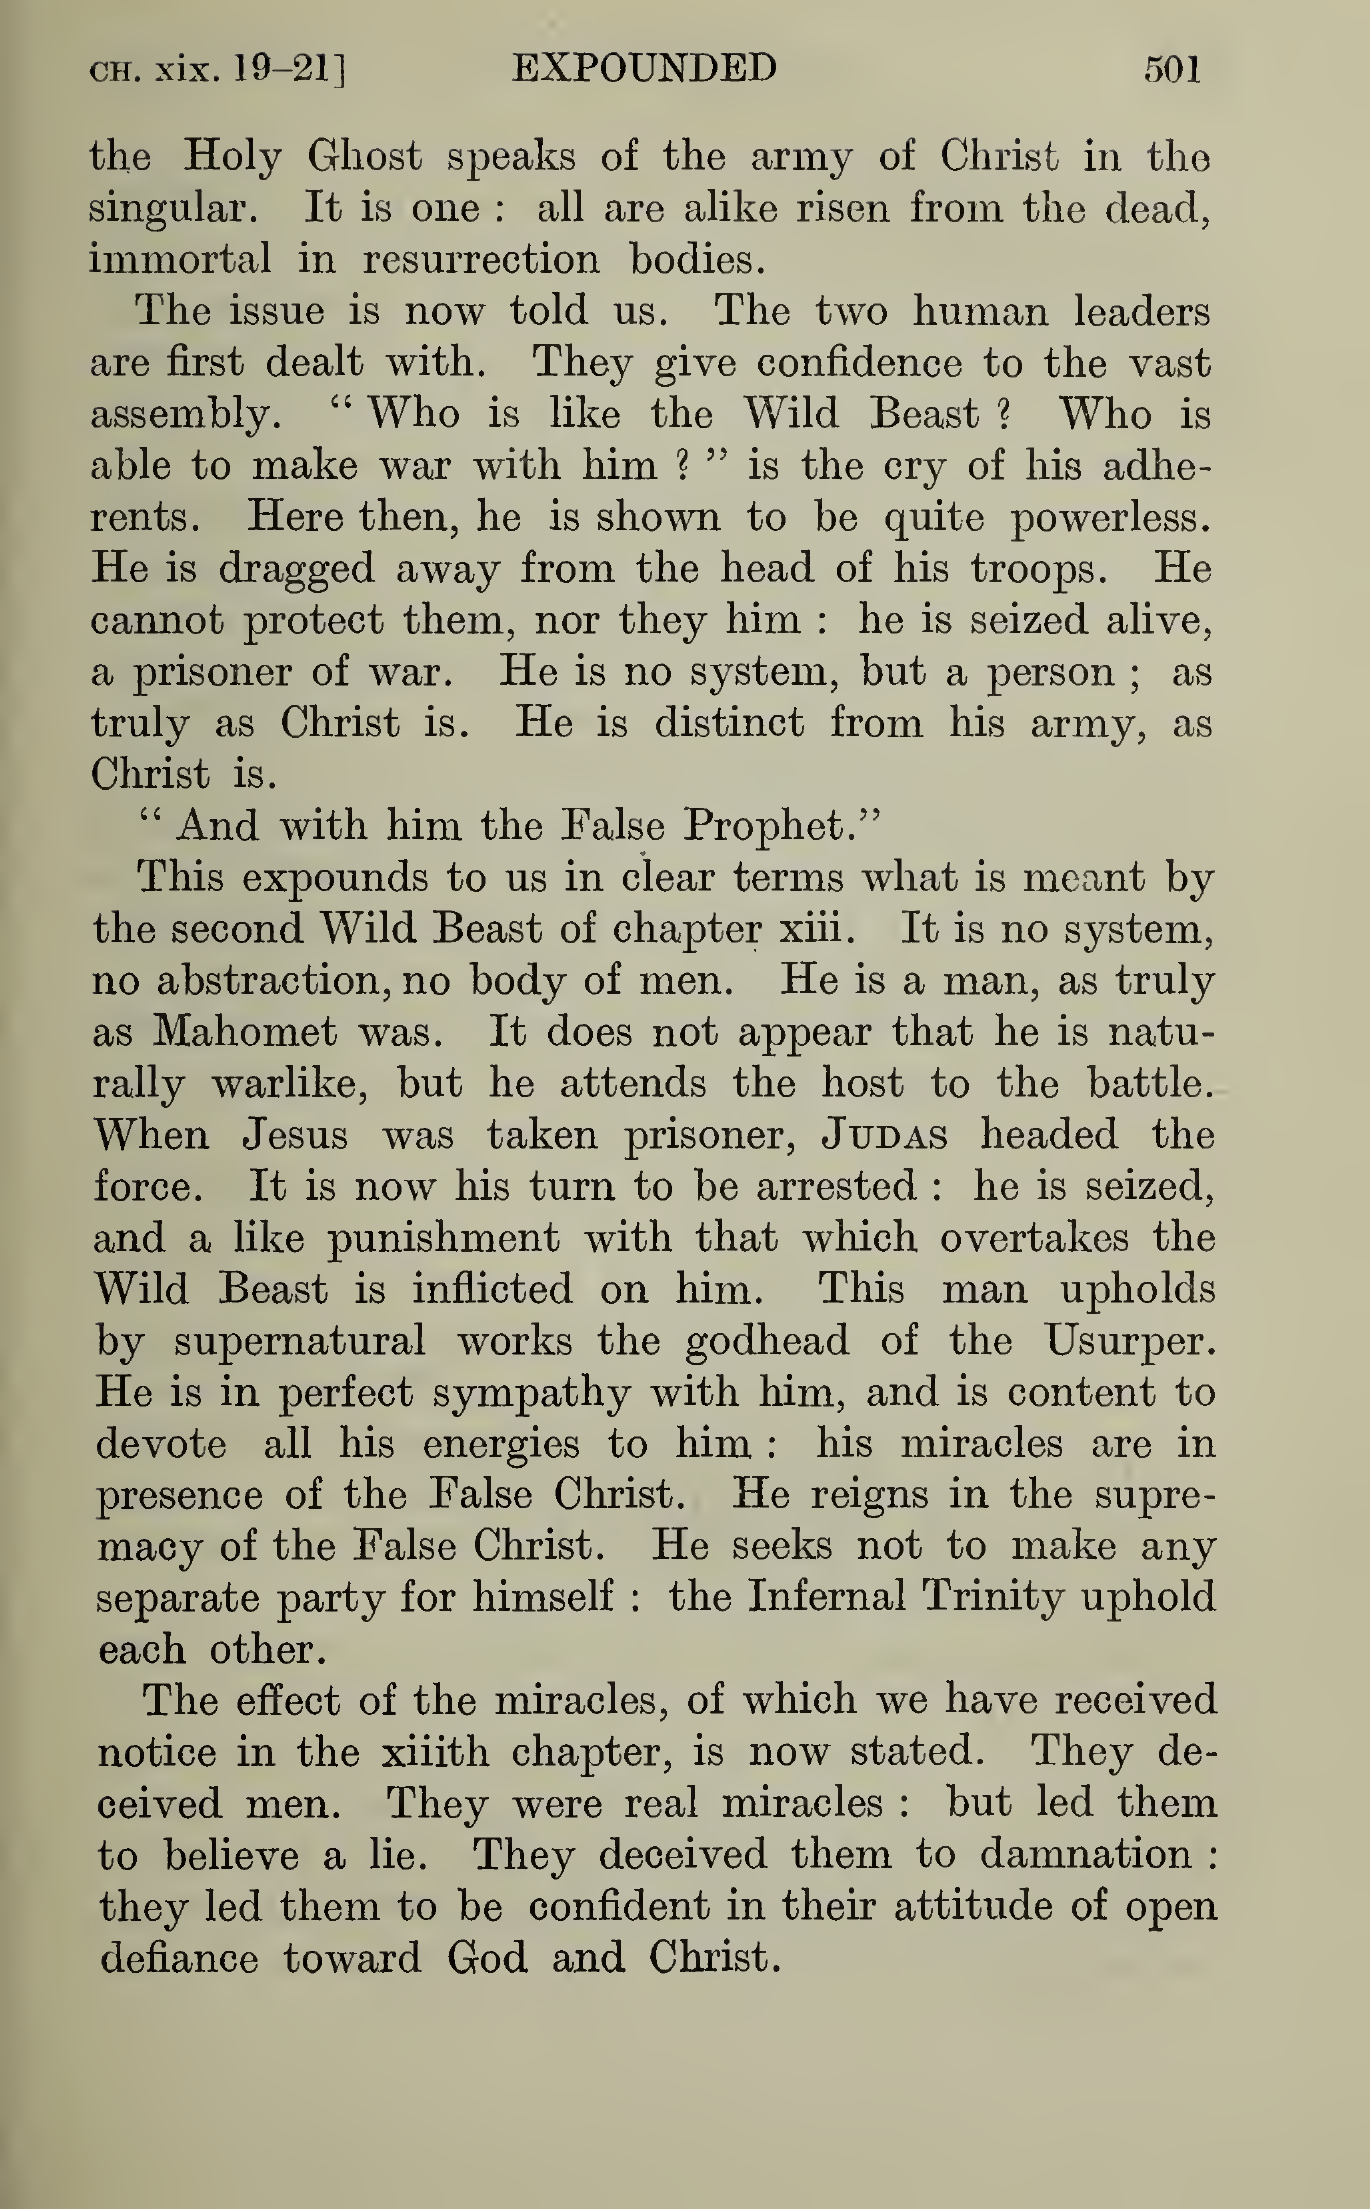 CH. xix. 19–21] EXPOUNDED 501
the Holy Ghost speaks of the army of Christ in the
singular. It is one : all are alike risen from the dead,
immortal in resurrection bodies.
The issue is now told us. The two human leaders
are first dealt with. They give confidence to the vast
assembly. “ Who is like the Wild Beast ? Who is
able to make war with him ? ” is the cry of his adhe-
rents. Here then, he is shown to be quite powerless.
He is dragged away from the head of his troops. He
cannot protect them, nor they him : he is seized alive,
a prisoner of war. He is no system, but a person ; as
truly as Christ is. He is distinct from his army, as
Christ is.
“ And with him the False Prophet.”
This expounds to us in clear terms what is meant by
the second Wild Beast of chapter xiii. It is no system,
no abstraction, no body of men. He is a man, as truly
as Mahomet was. It does not appear that he is natu-
rally warlike, but he attends the host to the battle.
When Jesus was taken prisoner, JUDAS headed the
force. It is now his turn to be arrested : he is seized,
and a like punishment with that which overtakes the
Wild Beast is inflicted on him. This man upholds
by supernatural works the godhead of the Usurper.
He is in perfect sympathy with him, and is content to
devote all his energies to him : his miracles are in
presence of the False Christ. He reigns in the supre-
macy of the False Christ. He seeks not to make any
separate party for himself : the Infernal Trinity uphold
each other.
The effect of the miracles, of which we have received
notice in the xiiith chapter, is now stated. They de-
ceived men. They were real miracles : but led them
to believe a lie. They deceived them to damnation :
they led them to be confident in their attitude of open
defiance toward God and Christ.